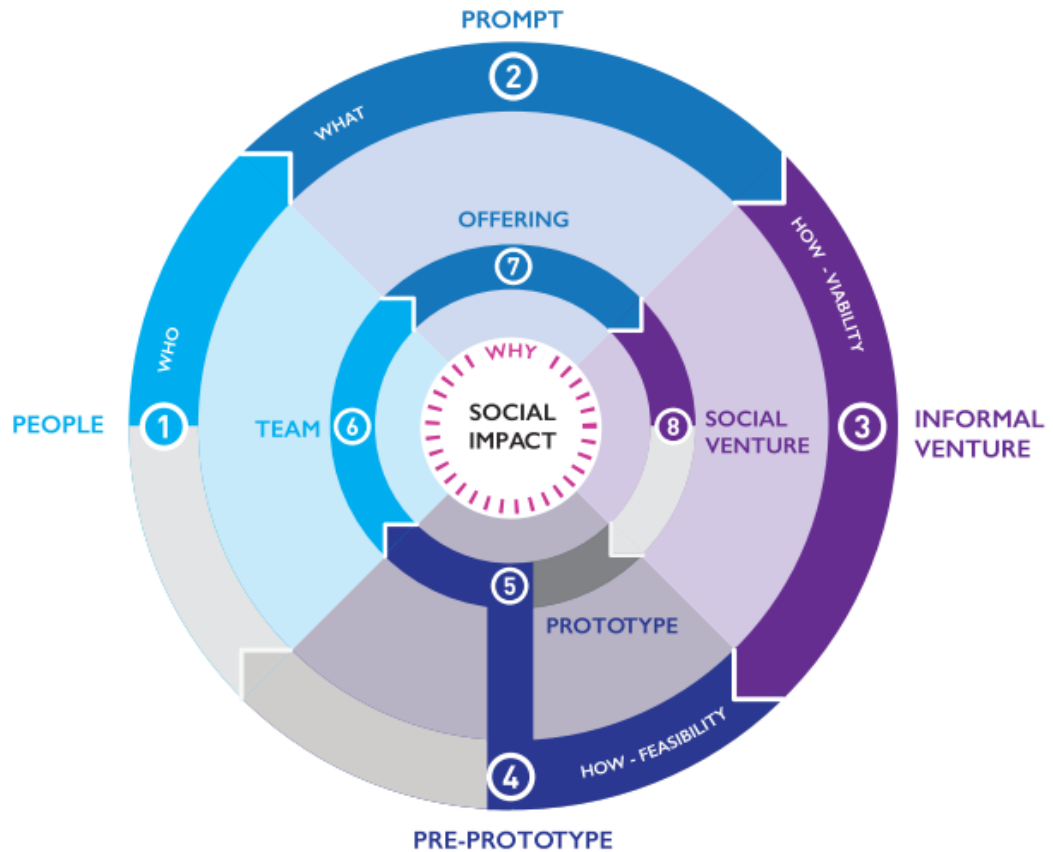 PROMPT
2
WHAT
OFFERING
7
HOW - VIABILITY
WHO
WHY
PEOPLE
1
TEAM
6
SOCIAL
IMPACT
8
SOCIAL
VENTURE
3
INFORMAL
VENTURE
5
PROTOTYPE
4
HOW - FEASIBILITY
PRE-PROTOTYPE